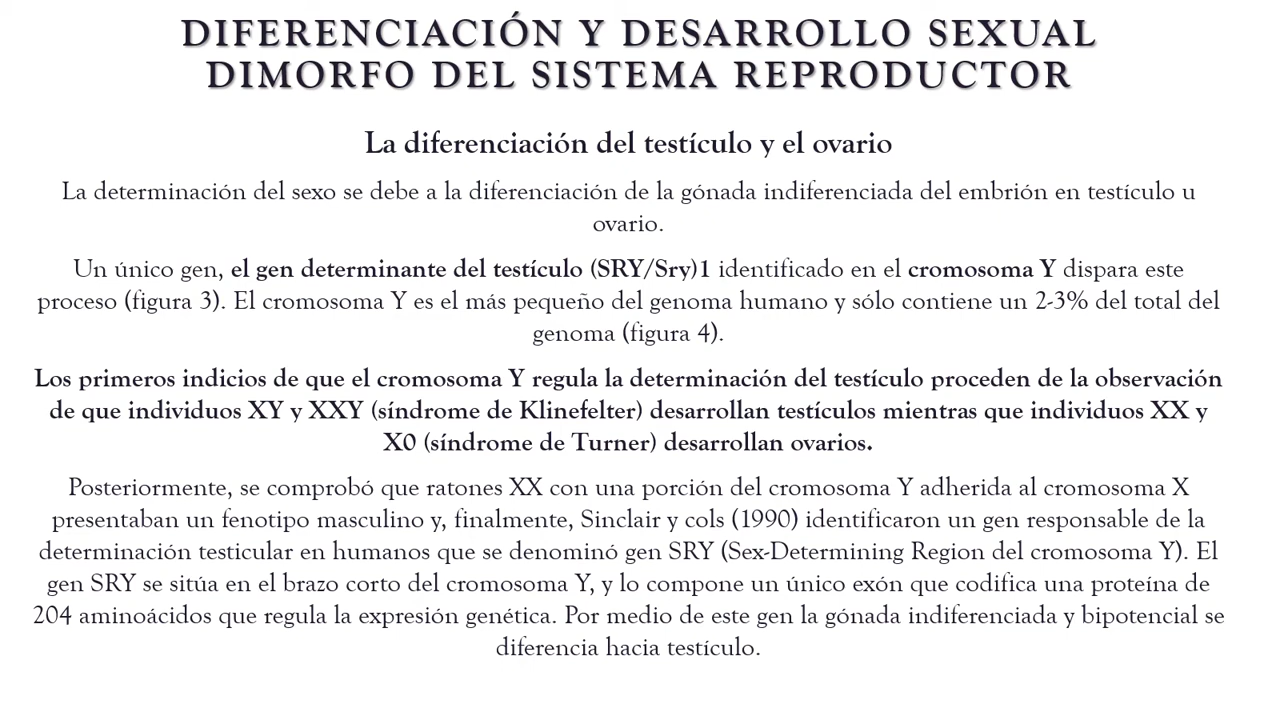 DIFERENCIACIÓN Y DESARROLLO SEXUAL
DIMORFO DEL SISTEMA REPRODUCTOR
La diferenciación del testículo y el ovario
La determinación del sexo se debe a la diferenciación de la gónada indiferenciada del embrión en testículo u
ovario.
Un único gen, el gen determinante del testículo (SRY/Sry)1 identificado en el cromosoma Y dispara este
proceso (figura 3). El cromosoma Y es el más pequeño del genoma humano y sólo contiene un 2-3% del total del
genoma (figura 4).
Los primeros indicios de que el cromosoma Y regula la determinación del testículo proceden de la observación
de que individuos XY y XXY (síndrome de Klinefelter) desarrollan testículos mientras que individuos XX y
X0 (síndrome de Turner) desarrollan ovarios.
Posteriormente, se comprobó que ratones XX con una porción del cromosoma Y adherida al cromosoma X
presentaban un fenotipo masculino y, finalmente, Sinclair y cols (1990) identificaron un gen responsable de la
determinación testicular en humanos que se denominó gen SRY (Sex-Determining Region del cromosoma Y). El
gen SRY se sitúa en el brazo corto del cromosoma Y, y lo compone un único exón que codifica una proteína de
204 aminoácidos que regula la expresión genética. Por medio de este gen la gónada indiferenciada y bipotencial se
diferencia hacia testículo.